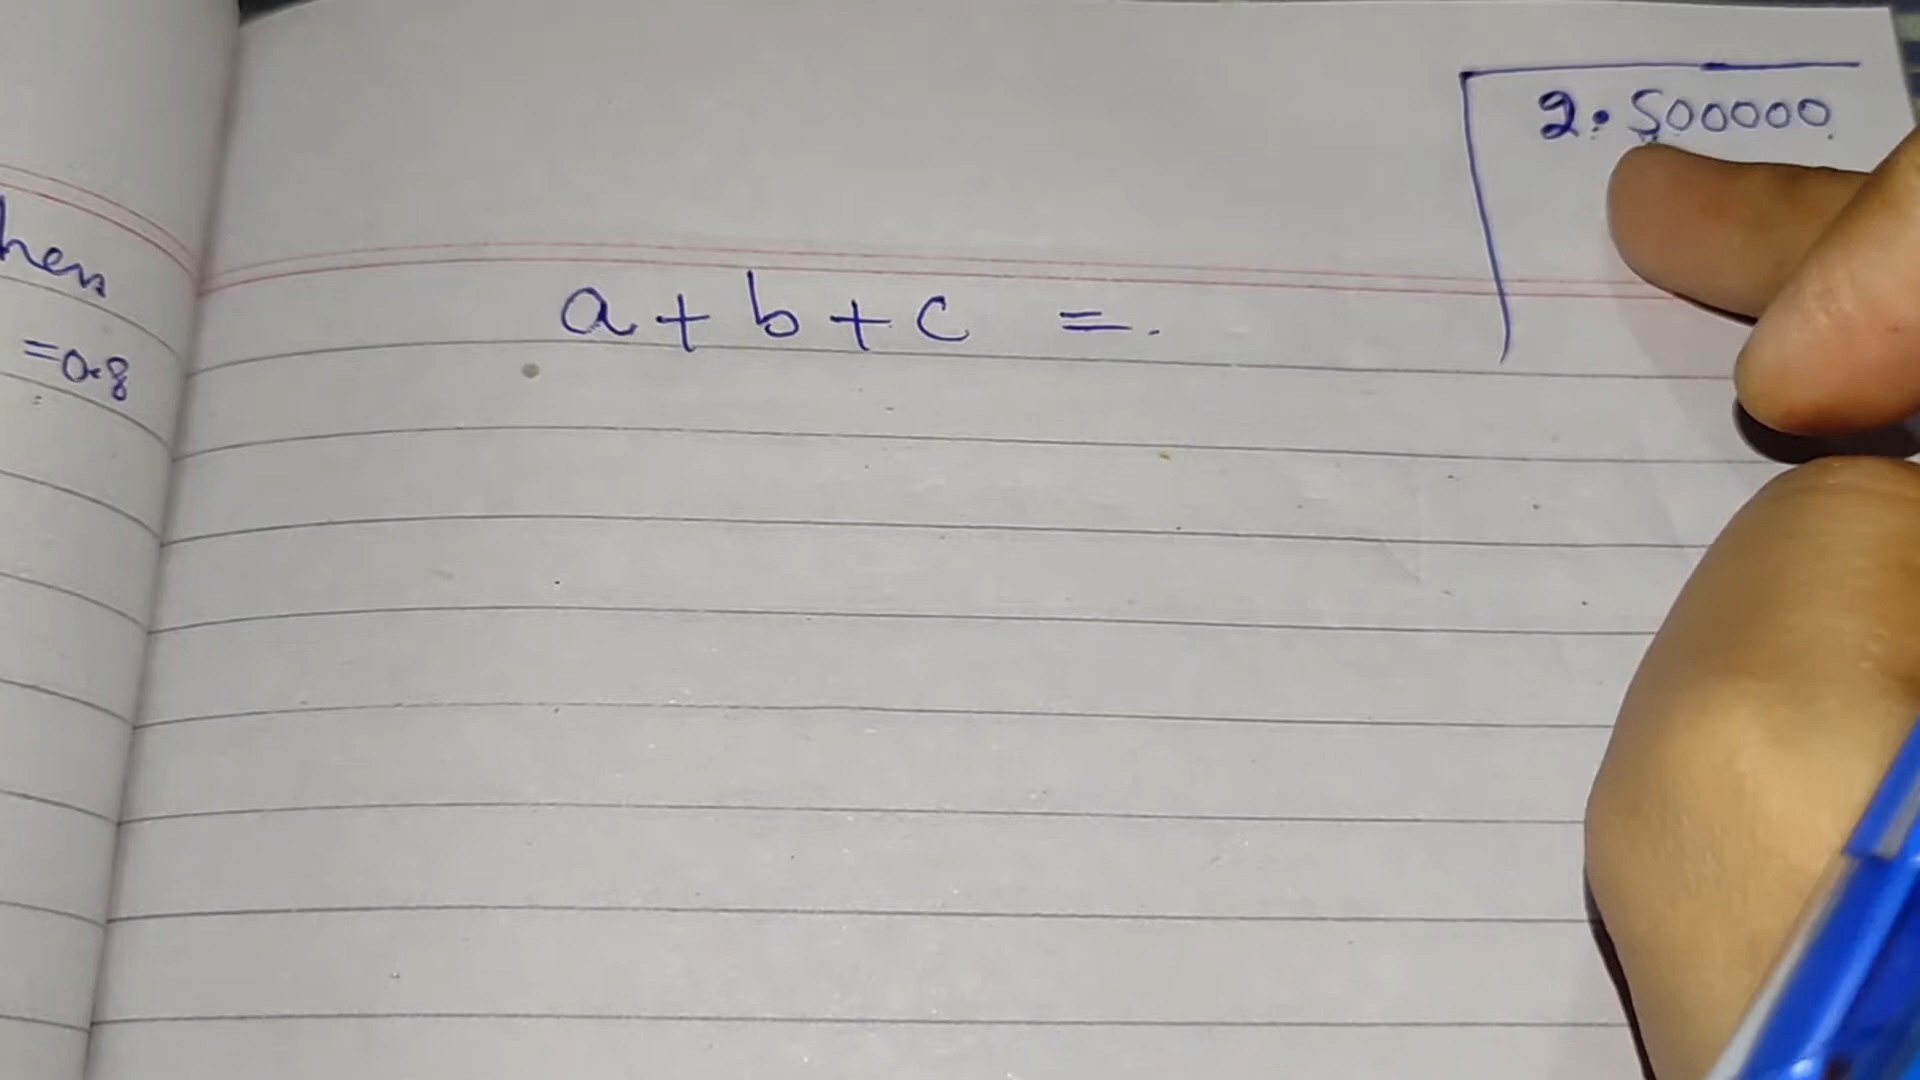 hen
=0.8
2.500000
a+b+c =.